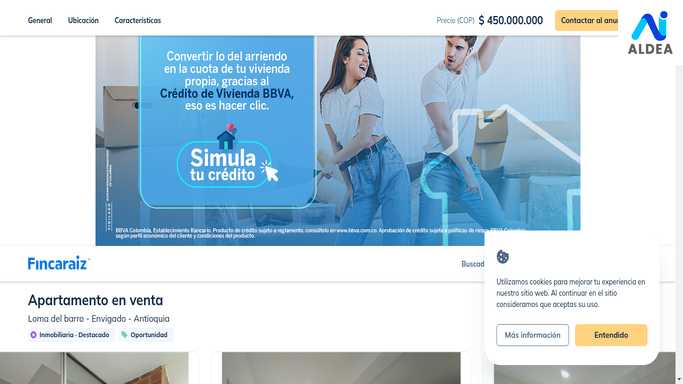 General Ubicación Características Precio (COP) $ 450.000.000 Contactar al anu
ALDEA
Convertir lo del arriendo
en la cuota de tu vivienda
propia, gracias al
Crédito de Vivienda BBVA,
eso es hacer clic.
Simula
tu crédito
BBVA Colombia, Establecimiento Bancario. Producto de crédito sujeto a reglamento, consúltelo en www.bbva.com.co. Aprobación de crédito sujeta a políticas de riesgo BBVA Colombia,
según perfil económico del cliente y condiciones del producto.
Fincaraíz
Buscad
Apartamento en venta
Loma del barro - Envigado - Antioquia
Inmobiliaria - Destacado Oportunidad
Utilizamos cookies para mejorar tu experiencia en
nuestro sitio web. Al continuar en el sitio
consideramos que aceptas su uso.
Más información Entendido